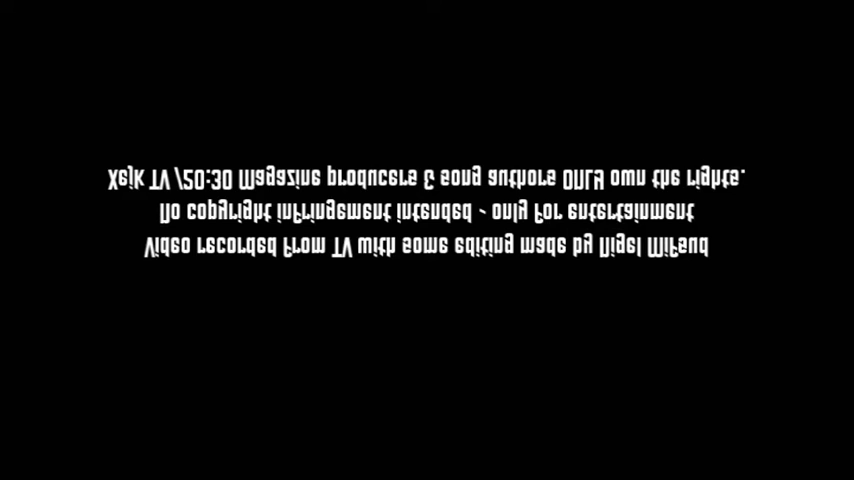 Video recorded from TV with some editing made by Nigel Mifsud
No copyright infringement intended - only for entertainment
Xejk TV /20:30 Magazine producers & song authors ONLY own the rights.